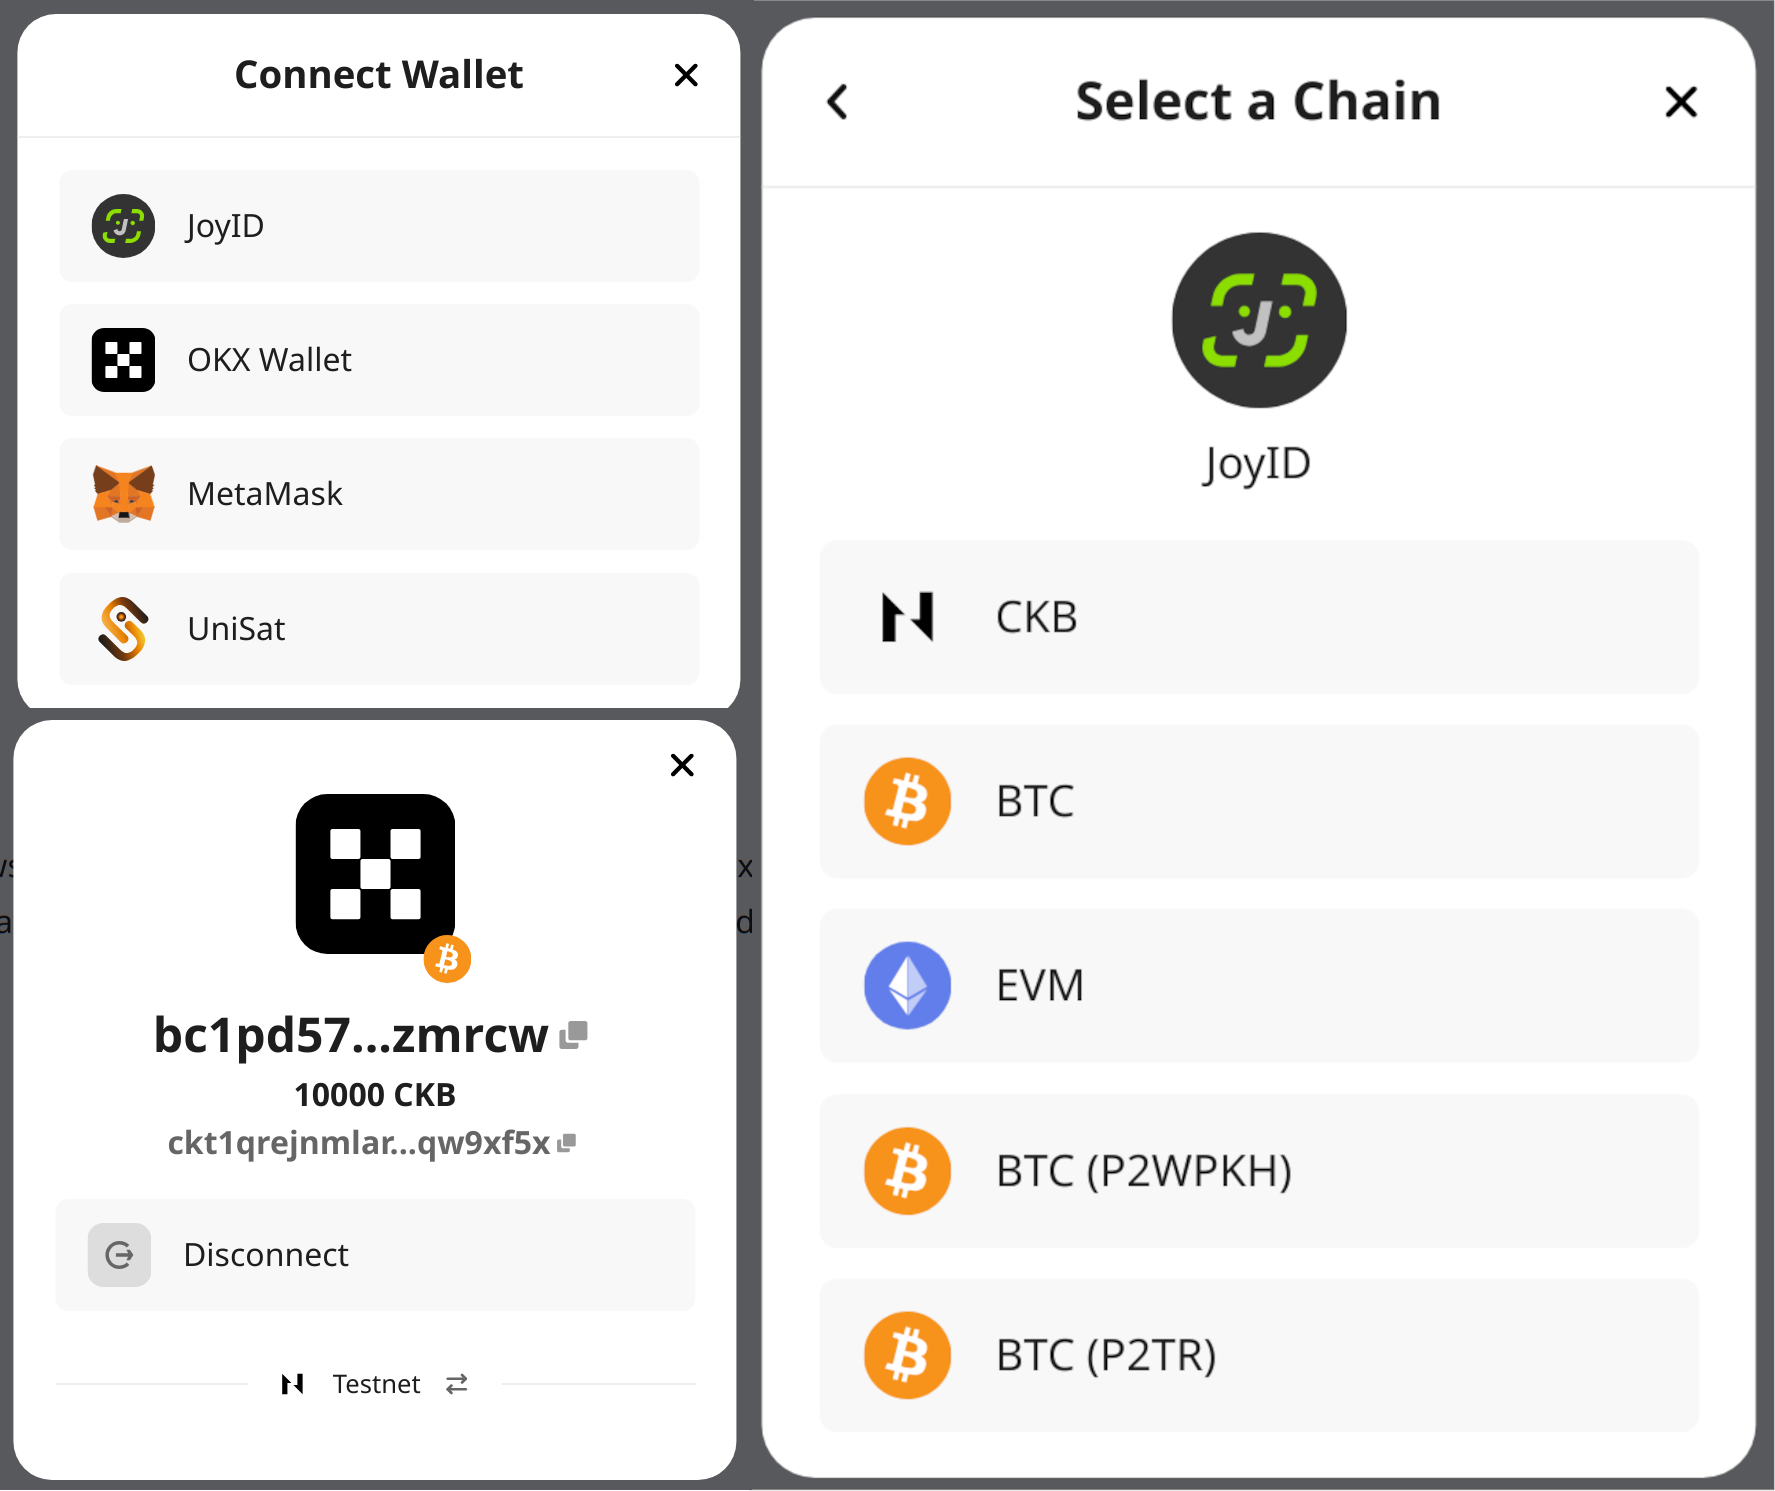 Connect Wallet
JoyID
OKX Wallet
MetaMask
UniSat
bc1pd57...zmrcw
10000 CKB
ckt1qrejnmlar...qw9xf5x
Disconnect
Testnet
Select a Chain
JoyID
CKB
BTC
EVM
BTC (P2WPKH)
BTC (P2TR)